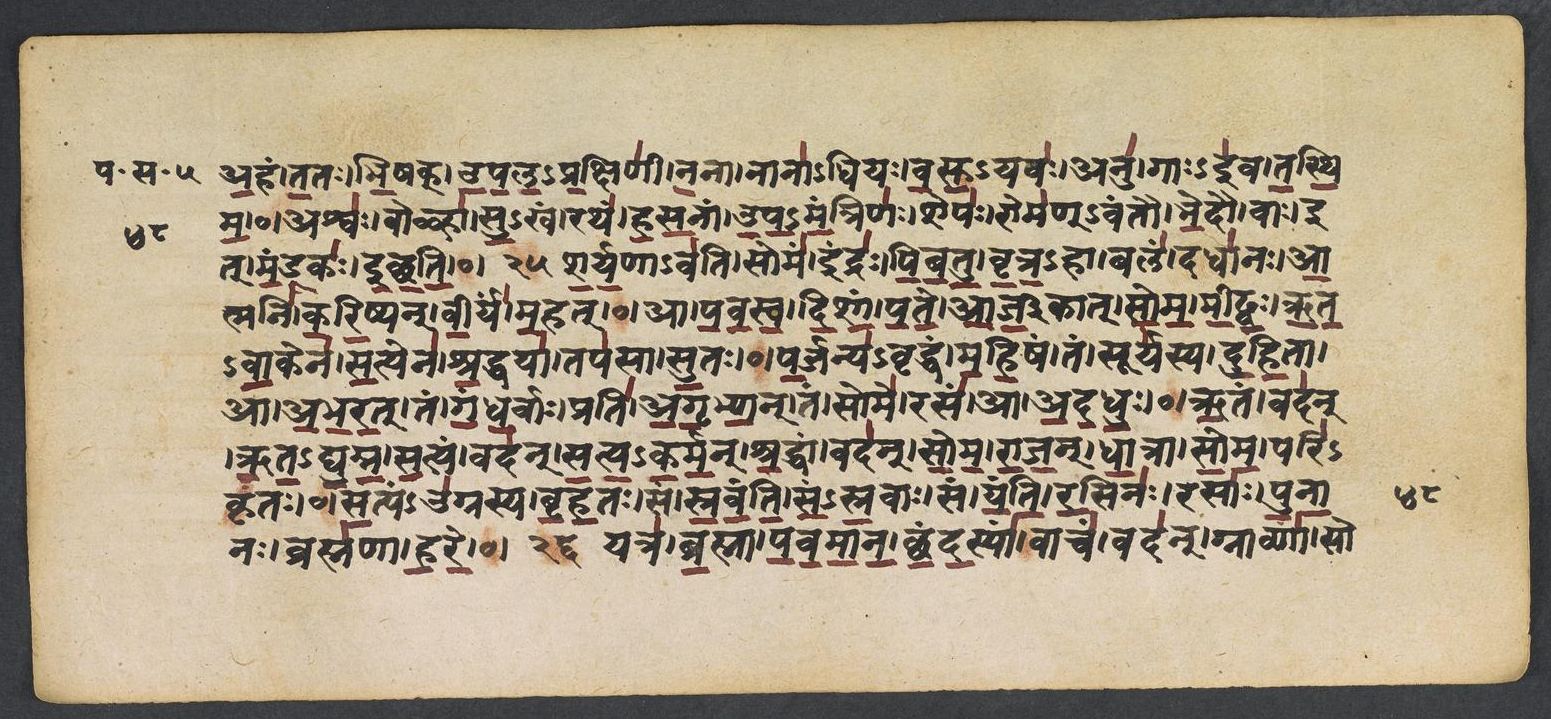 प॰ स॰ ५ अहं।ततः।भिषक्।उपलऽप्रक्षिणी।नना।नानाऽधियः।वसुऽयवः।अनु।गाःऽइव।तस्थि
५८ म।०।अश्वः।वोळ्हा।सुऽखं।रथं।हसनां।उपऽमंत्रिणः।शेपः।रोमण्ऽवंतौ।भेदौ।वाः।इ
त्।मंडूकः।इच्छति।०। २५ शर्यणाऽवति।सोमं।इंद्रः।पिबतु।वृत्रऽहा।बलं।दधानः।आ
त्मनि।करिष्यन्।वीर्यं।महत्।०।आ।पवस्व।दिशां।पते।आर्जीकात्।सोम।मीढ्वः।ऋत
ऽवाकेन।सत्येन।श्रद्धया।तपसा।सुतः।०।पर्जन्यऽवृद्धं।महिषं।तं।सूर्यस्य।दुहिता।
आ।अभरत्।तं।गंधर्वाः।प्रति।अगृभ्णन्।तं।सोमे।रसं।आ।अदधुः।०।ऋतं।वदन्
।ऋतऽद्युम्न।सत्यं।वदन्।सत्यऽकर्मन्।श्रद्धां।वदन्।सोम।राजन्।धात्रा।सोम।परिऽ
कृतः।०।सत्यंऽउग्रस्य।बृहतः।सं।स्रवंति।संऽस्रवाः।सं।यंति।रसिनः।रसाः।पुना ५८
नः।ब्रह्मणा।हरे।०। २६ यत्र।ब्रह्मा।पवमान।छंदस्यां।वाचं।वदन्।ग्राव्णा।सो